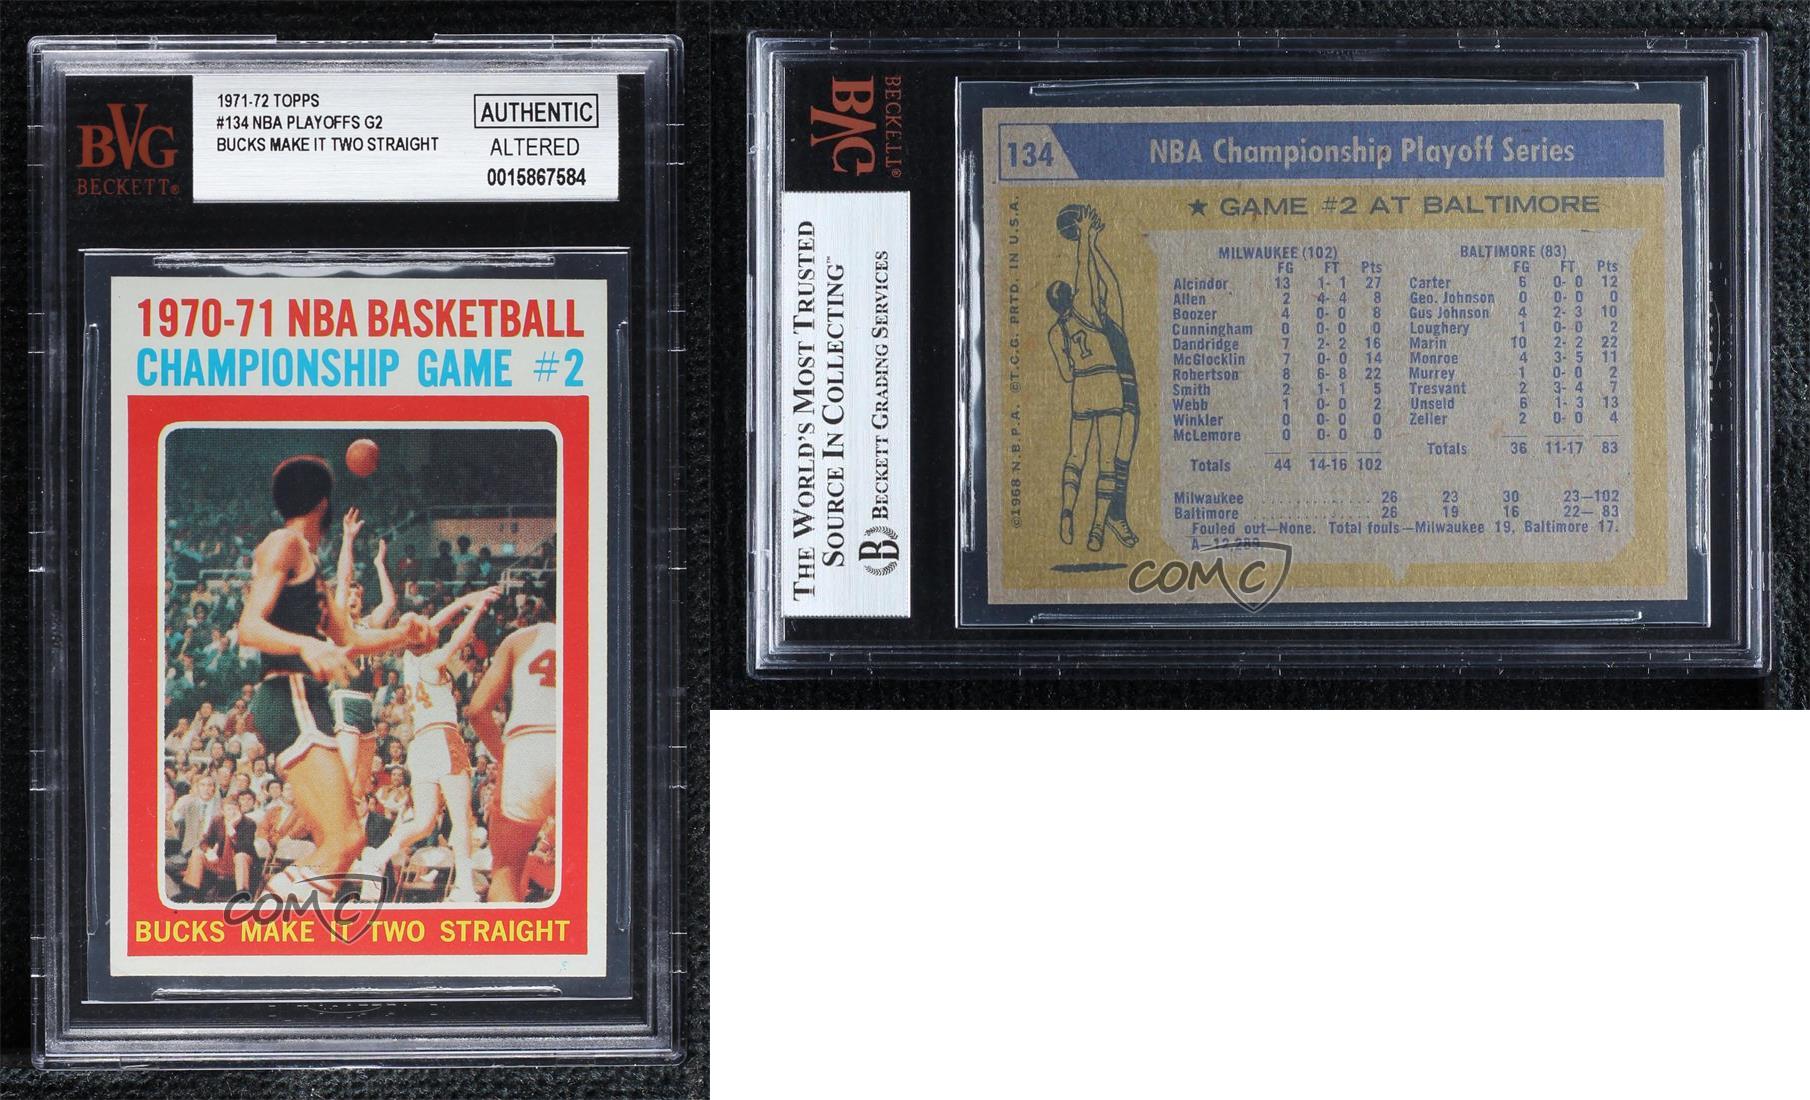 BVG
BECKETT®
1971-72 TOPPS
#134 NBA PLAYOFFS G2
BUCKS MAKE IT TWO STRAIGHT
AUTHENTIC
ALTERED
0015867584
1970-71 NBA BASKETBALL
CHAMPIONSHIP GAME #2
24
4
COMC
BUCKS MAKE IT TWO STRAIGHT
BECKETT®
BVG
THE WORLD'S MOST TRUSTED
SOURCE IN COLLECTING™
BECKETT GRADING SERVICES
B
134 NBA Championship Playoff Series
★ GAME #2 AT BALTIMORE
©1968 N.B.P.A. ©T.C.G. PRTD. IN U.S.A.
1
MILWAUKEE (102)
FG FT Pts
Alcindor 13 1- 1 27
Allen 2 4- 4 8
Boozer 4 0- 0 8
Cunningham 0 0- 0 0
Dandridge 7 2- 2 16
McGlocklin 7 0- 0 14
Robertson 8 6- 8 22
Smith 2 1- 1 5
Webb 1 0- 0 2
Winkler 0 0- 0 0
McLemore 0 0- 0 0
Totals 44 14-16 102
BALTIMORE (83)
FG FT Pts
Carter 6 0- 0 12
Geo. Johnson 0 0- 0 0
Gus Johnson 4 2- 3 10
Loughery 1 0- 0 2
Marin 10 2- 2 22
Monroe 4 3- 5 11
Murrey 1 0- 0 2
Tresvant 2 3- 4 7
Unseld 6 1- 3 13
Zeller 2 0- 0 4
Totals 36 11-17 83
Milwaukee . . . . . . . . . . . . 26 23 30 23—102
Baltimore . . . . . . . . . . . . 26 19 16 22— 83
Fouled out—None. Total fouls—Milwaukee 19, Baltimore 17.
A—12,289
COMC